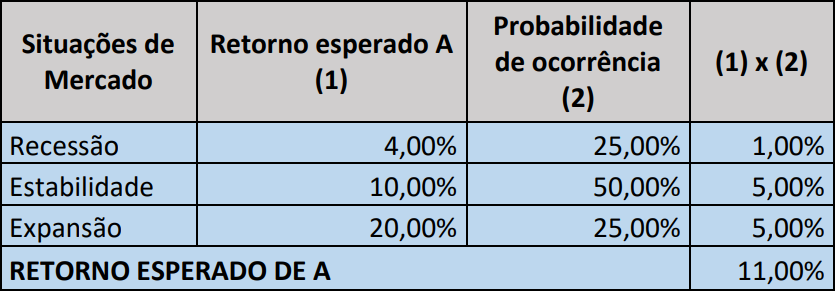 Situações de Mercado | Retorno esperado A (1) | Probabilidade de ocorrência (2) | (1) x (2)
Recessão | 4,00% | 25,00% | 1,00%
Estabilidade | 10,00% | 50,00% | 5,00%
Expansão | 20,00% | 25,00% | 5,00%
RETORNO ESPERADO DE A | 11,00%